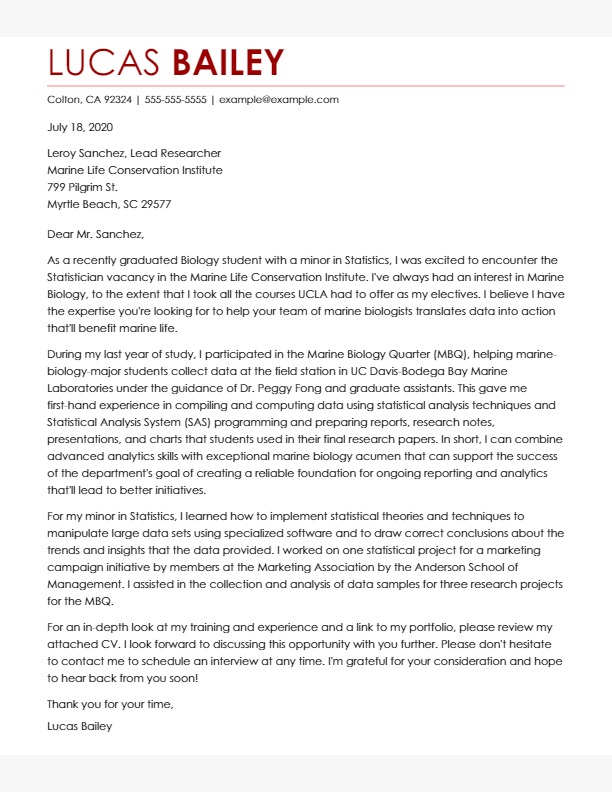 LUCAS BAILEY
Colton, CA 92324 | 555-555-5555 | example@example.com
July 18, 2020
Leroy Sanchez, Lead Researcher
Marine Life Conservation Institute
799 Pilgrim St.
Myrtle Beach, SC 29577
Dear Mr. Sanchez,
As a recently graduated Biology student with a minor in Statistics, I was excited to encounter the
Statistician vacancy in the Marine Life Conservation Institute. I've always had an interest in Marine
Biology, to the extent that I took all the courses UCLA had to offer as my electives. I believe I have
the expertise you're looking for to help your team of marine biologists translates data into action
that'll benefit marine life.
During my last year of study, I participated in the Marine Biology Quarter (MBQ), helping marine-
biology-major students collect data at the field station in UC Davis-Bodega Bay Marine
Laboratories under the guidance of Dr. Peggy Fong and graduate assistants. This gave me
first-hand experience in compiling and computing data using statistical analysis techniques and
Statistical Analysis System (SAS) programming and preparing reports, research notes,
presentations, and charts that students used in their final research papers. In short, I can combine
advanced analytics skills with exceptional marine biology acumen that can support the success
of the department's goal of creating a reliable foundation for ongoing reporting and analytics
that'll lead to better initiatives.
For my minor in Statistics, I learned how to implement statistical theories and techniques to
manipulate large data sets using specialized software and to draw correct conclusions about the
trends and insights that the data provided. I worked on one statistical project for a marketing
campaign initiative by members at the Marketing Association by the Anderson School of
Management. I assisted in the collection and analysis of data samples for three research projects
for the MBQ.
For an in-depth look at my training and experience and a link to my portfolio, please review my
attached CV. I look forward to discussing this opportunity with you further. Please don't hesitate
to contact me to schedule an interview at any time. I'm grateful for your consideration and hope
to hear back from you soon!
Thank you for your time,
Lucas Bailey